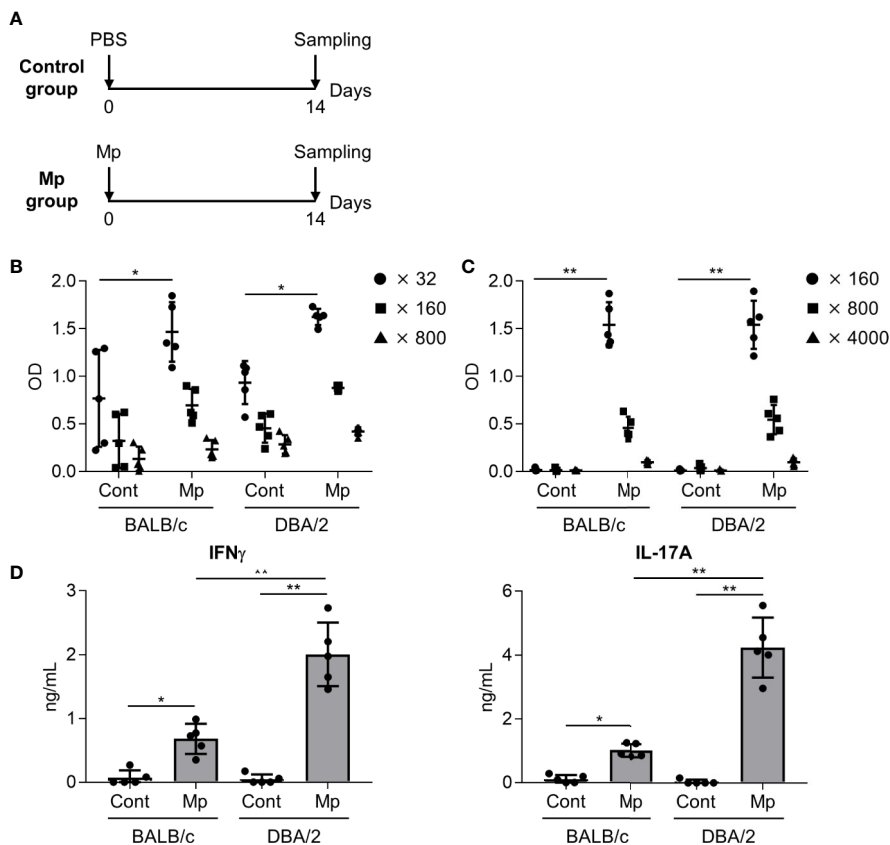 A
PBS
Sampling
Control
group
0
14
Days
Mp
Sampling
Mp
group
0
14
Days
B
2.0
1.5
1.0
0.5
0.0
OD
*
*
× 32
× 160
× 800
Cont
Mp
Cont
Mp
BALB/c
DBA/2
C
2.0
1.5
1.0
0.5
0.0
OD
**
**
× 160
× 800
× 4000
Cont
Mp
Cont
Mp
BALB/c
DBA/2
D
IFNγ
3
2
1
0
ng/mL
*
**
**
Cont
Mp
Cont
Mp
BALB/c
DBA/2
IL-17A
6
4
2
0
ng/mL
*
**
**
Cont
Mp
Cont
Mp
BALB/c
DBA/2